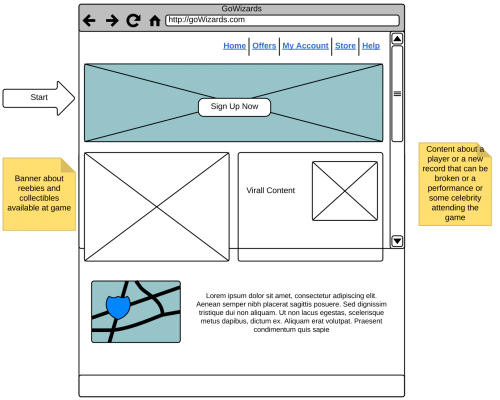 GoWizards
http://goWizards.com
Home Offers My Account Store Help
Start
Sign Up Now
Banner about
reebies and
collectibles
available at game
Virall Content
Content about a
player or a new
record that can be
broken or a
performance or
some celebrity
attending the
game
Lorem ipsum dolor sit amet, consectetur adipiscing elit.
Aenean semper nibh placerat sagittis posuere. Sed dignissim
tristique dui non aliquam. Ut non lacus egestas, scelerisque
metus dapibus, dictum ex. Aliquam erat volutpat. Praesent
condimentum quis sapie